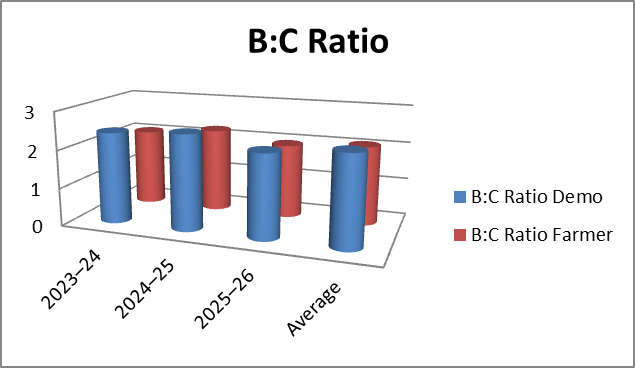 B:C Ratio
3
2
1
0
2023–24
2024–25
2025–26
Average
B:C Ratio Demo
B:C Ratio Farmer